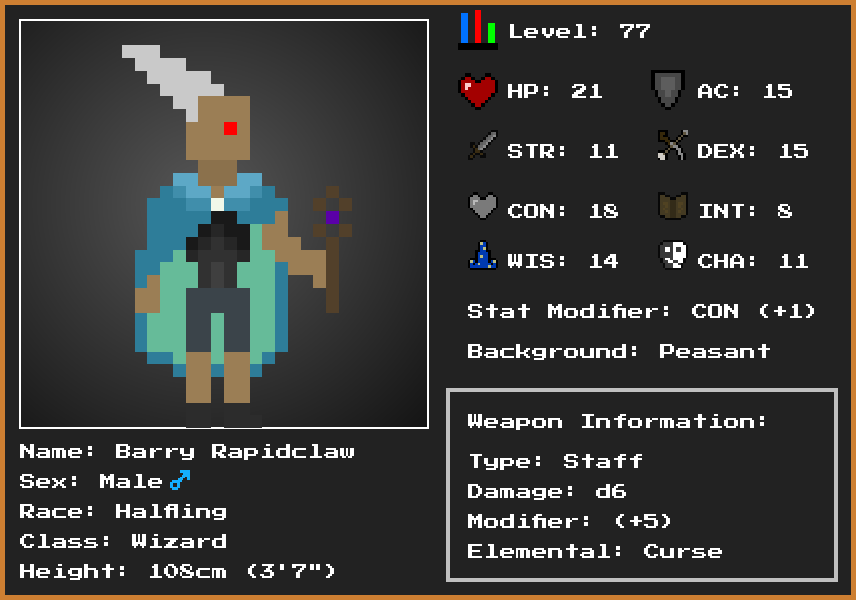 Level: 77
HP: 21 AC: 15
STR: 11 DEX: 15
CON: 18 INT: 8
WIS: 14 CHA: 11
Stat Modifier: CON (+1)
Background: Peasant
Weapon Information:
Type: Staff
Damage: d6
Modifier: (+5)
Elemental: Curse
Name: Barry Rapidclaw
Sex: Male♂
Race: Halfling
Class: Wizard
Height: 108cm (3'7")